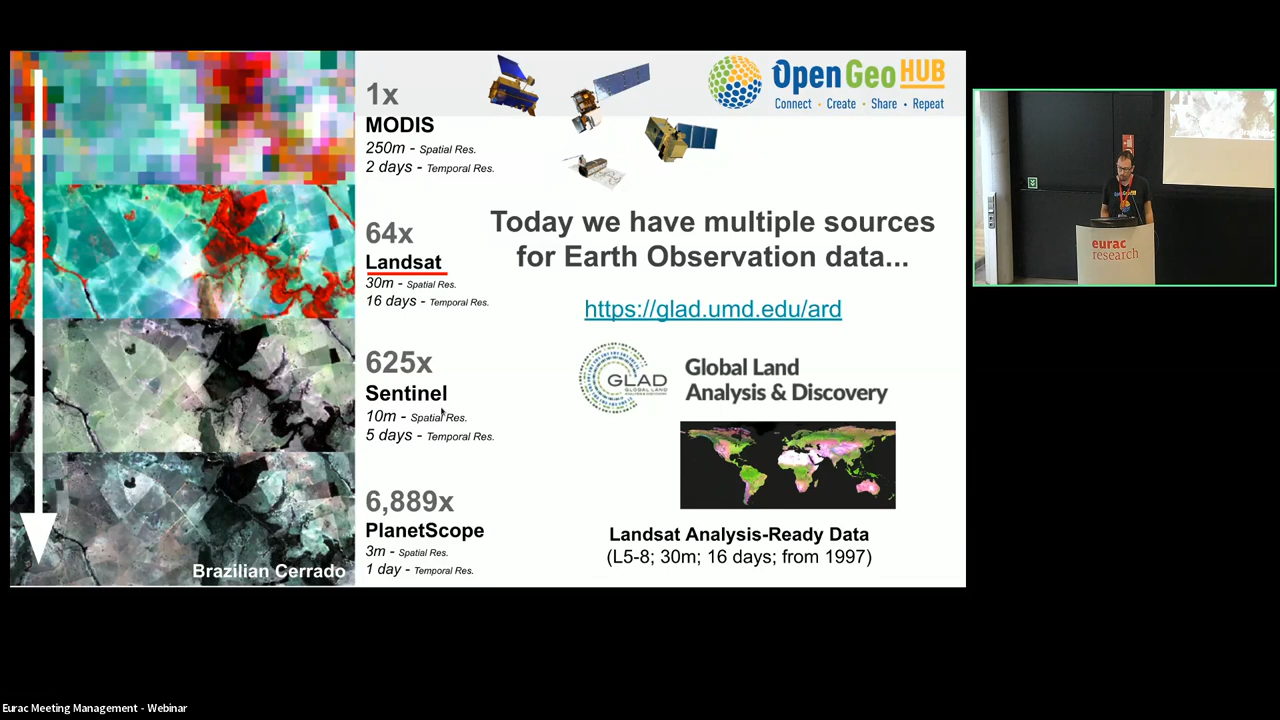 1x
MODIS
250m - Spatial Res.
2 days - Temporal Res.
64x
Landsat
30m - Spatial Res.
16 days - Temporal Res.
625x
Sentinel
10m - Spatial Res.
5 days - Temporal Res.
6,889x
PlanetScope
3m - Spatial Res.
1 day - Temporal Res.
Brazilian Cerrado
OpenGeoHUB
Connect • Create • Share • Repeat
Today we have multiple sources
for Earth Observation data...
https://glad.umd.edu/ard
GLAD
GLOBAL LAND
ANALYSIS & DISCOVERY
Global Land
Analysis & Discovery
Landsat Analysis-Ready Data
(L5-8; 30m; 16 days; from 1997)
eurac
research
Eurac Meeting Management - Webinar